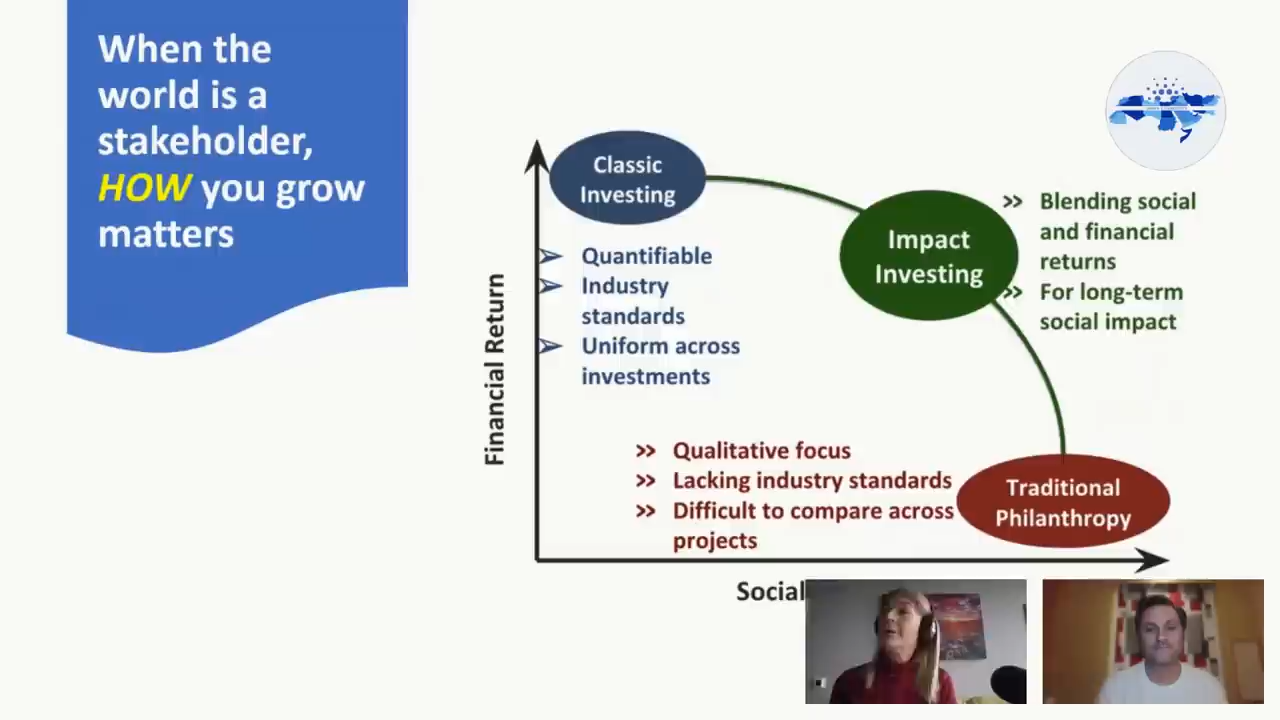 When the
world is a
stakeholder,
HOW you grow
matters
Classic
Investing
Quantifiable
Industry
standards
Uniform across
investments
Impact
Investing
Blending social
and financial
returns
For long-term
social impact
Financial Return
Qualitative focus
Lacking industry standards
Difficult to compare across
projects
Traditional
Philanthropy
Social